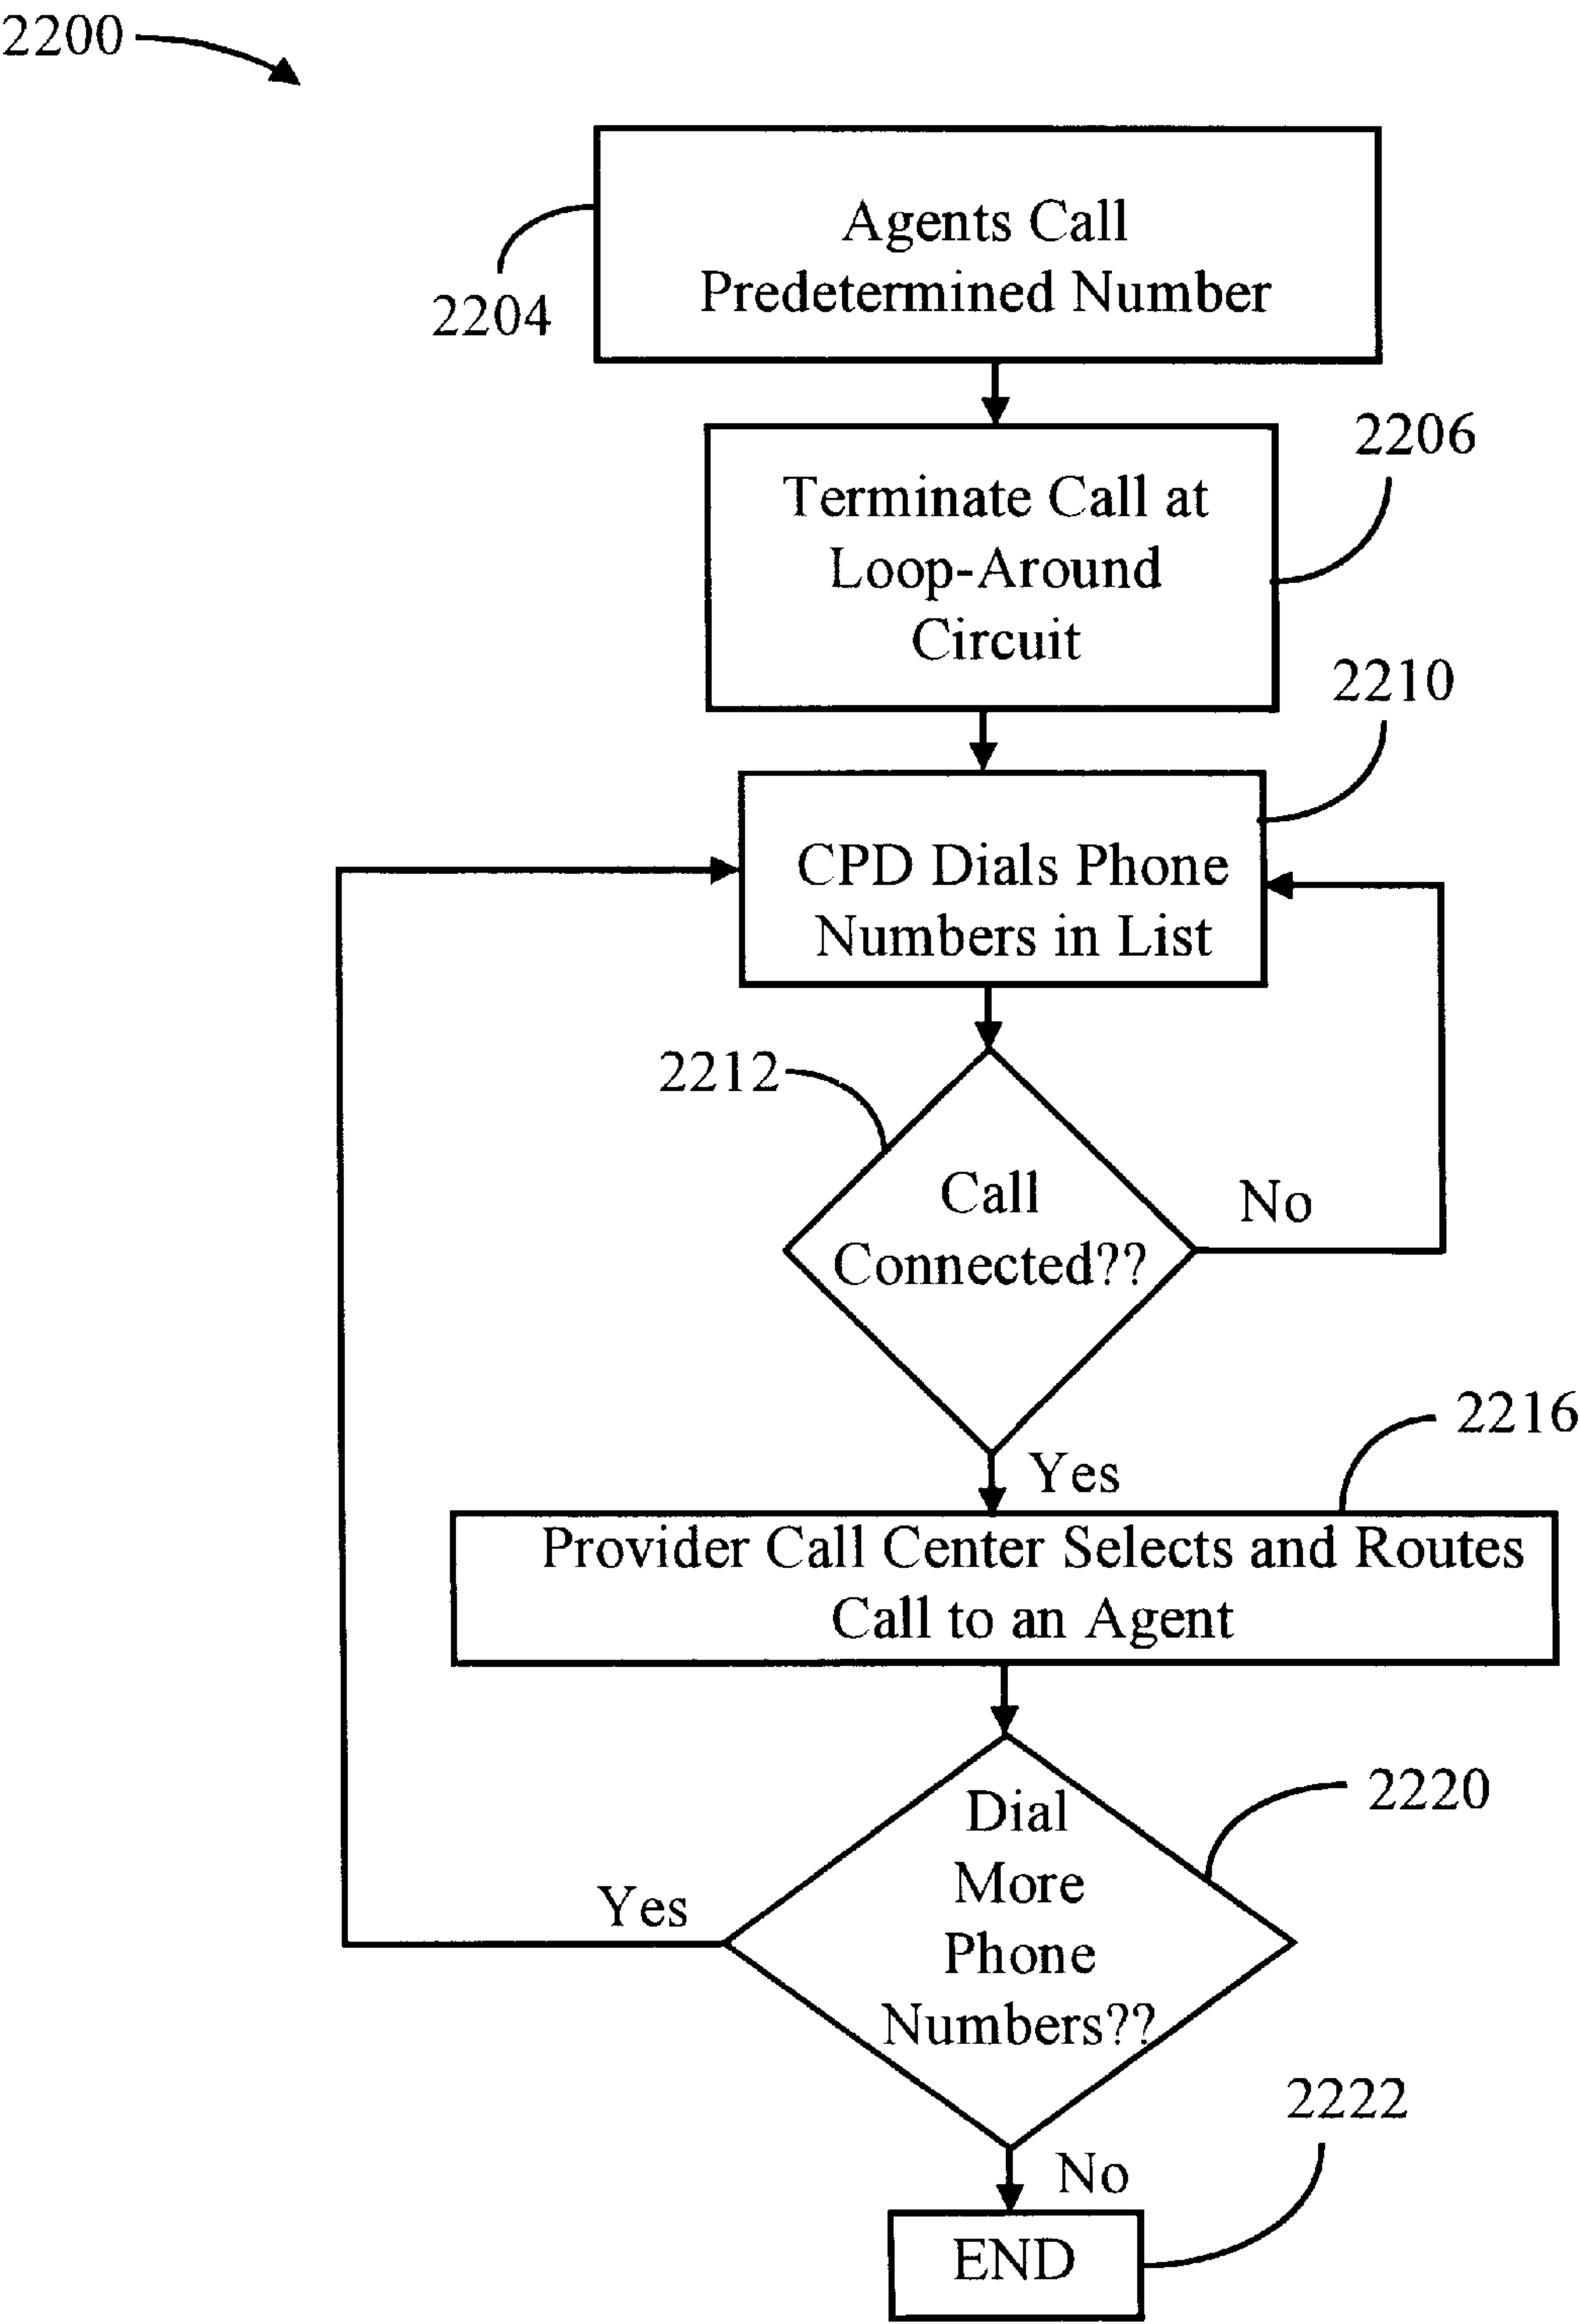 2200
Agents Call
Predetermined Number
2204
2206
Terminate Call at
Loop-Around
Circuit
2210
CPD Dials Phone
Numbers in List
2212
Call
Connected??
No
2216
Yes
Provider Call Center Selects and Routes
Call to an Agent
2220
Dial
More
Phone
Numbers??
Yes
2222
No
END